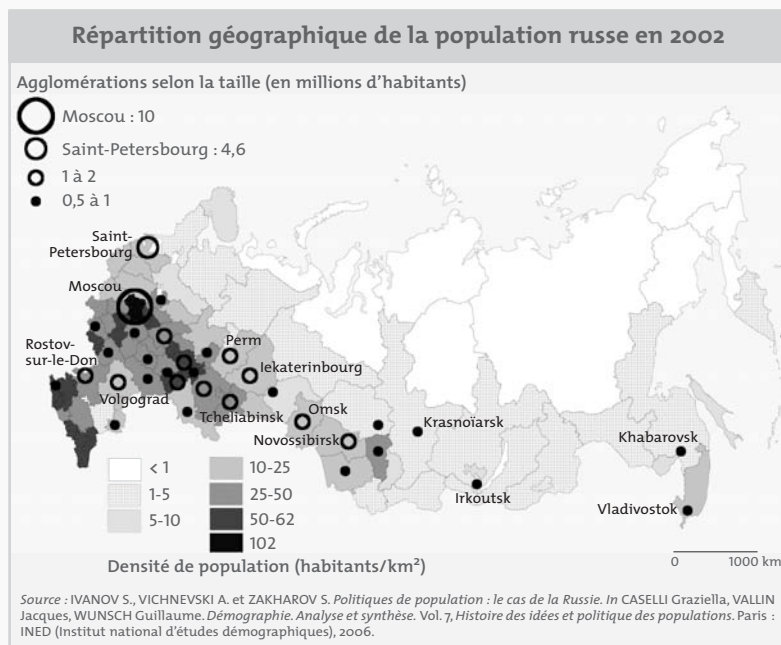 Répartition géographique de la population russe en 2002
Agglomérations selon la taille (en millions d’habitants)
Moscou : 10
Saint-Petersbourg : 4,6
1 à 2
0,5 à 1
Saint-
Petersbourg
Moscou
Rostov-
sur-le-Don
Perm
Iekaterinbourg
Volgograd
Tcheliabinsk
Omsk
Novossibirsk
Krasnoïarsk
Irkoutsk
Khabarovsk
Vladivostok
< 1
1-5
5-10
10-25
25-50
50-62
102
Densité de population (habitants/km²)
0 1000 km
Source : IVANOV S., VICHNEVSKI A. et ZAKHAROV S. Politiques de population : le cas de la Russie. In CASELLI Graziella, VALLIN
Jacques, WUNSCH Guillaume. Démographie. Analyse et synthèse. Vol. 7, Histoire des idées et politique des populations. Paris :
INED (Institut national d’études démographiques), 2006.